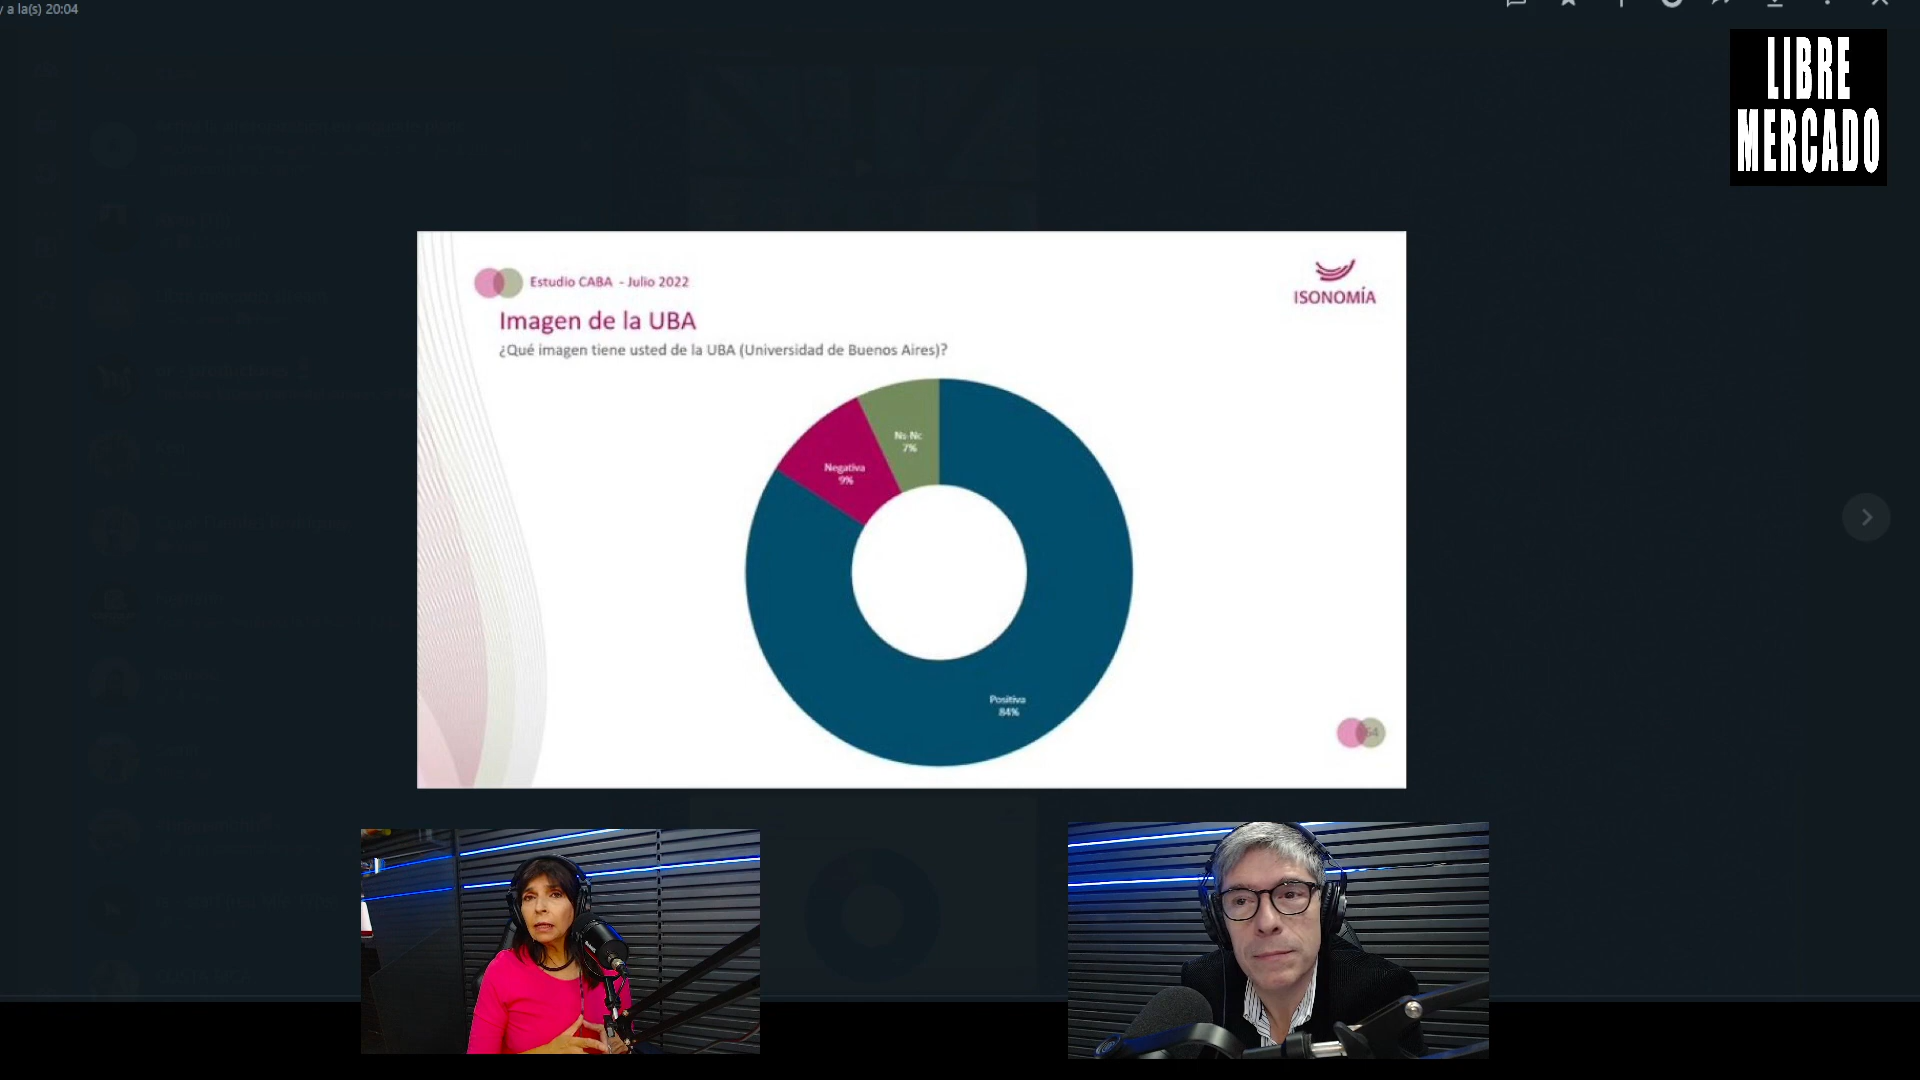 y a la(s) 20:04
LIBRE
MERCADO
Estudio CABA - Julio 2022
ISONOMÍA
Imagen de la UBA
¿Qué imagen tiene usted de la UBA (Universidad de Buenos Aires)?
Ns-Nc
7%
Negativa
9%
Positiva
84%
64